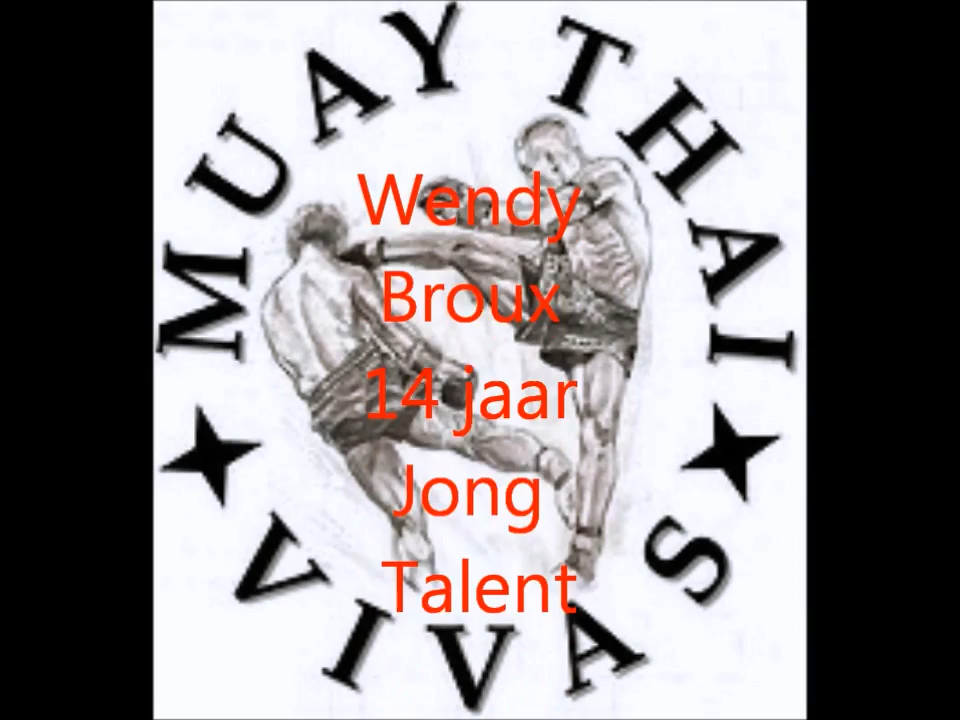 MUAY THAI
Wendy
Broux
14 jaar
Jong
Talent
VIVAS